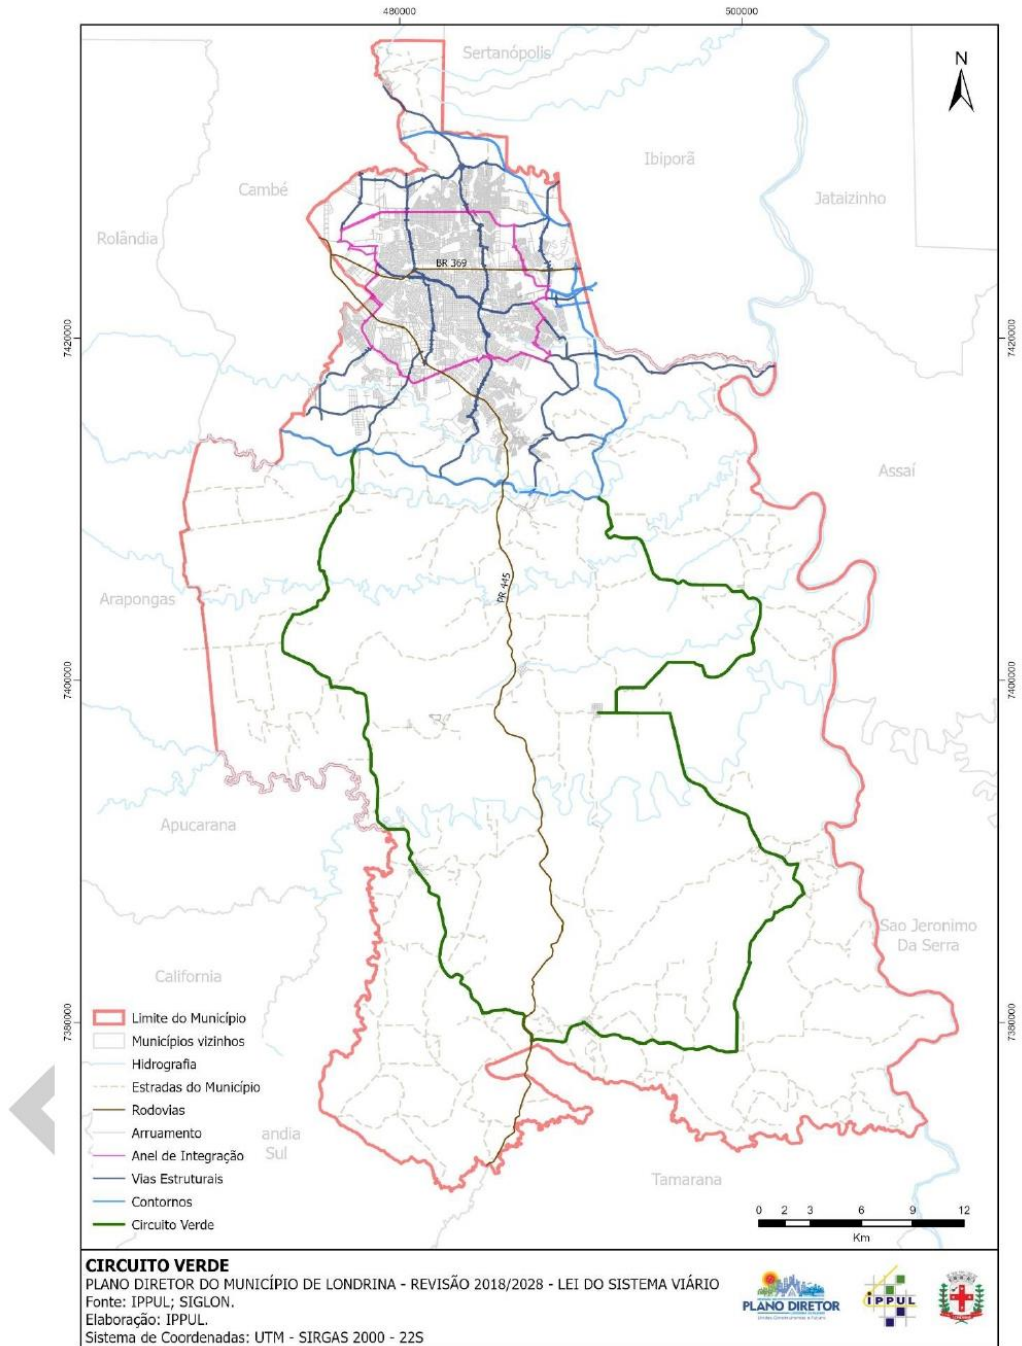 480000
500000
Sertanópolis
N
Ibiporã
Cambé
Jataizinho
Rolândia
BR 369
7420000
7420000
Assaí
Arapongas
PR 445
7400000
7400000
Apucarana
Sao Jeronimo
Da Serra
California
7380000
7380000
Limite do Município
Municípios vizinhos
Hidrografia
Estradas do Município
Rodovias
Arruamento
andia
Sul
Anel de Integração
Vias Estruturais
Contornos
Circuito Verde
Tamarana
0 2 3 6 9 12
Km
CIRCUITO VERDE
PLANO DIRETOR DO MUNICÍPIO DE LONDRINA - REVISÃO 2018/2028 - LEI DO SISTEMA VIÁRIO
Fonte: IPPUL; SIGLON.
Elaboração: IPPUL.
Sistema de Coordenadas: UTM - SIRGAS 2000 - 22S
PLANO DIRETOR
IPPUL